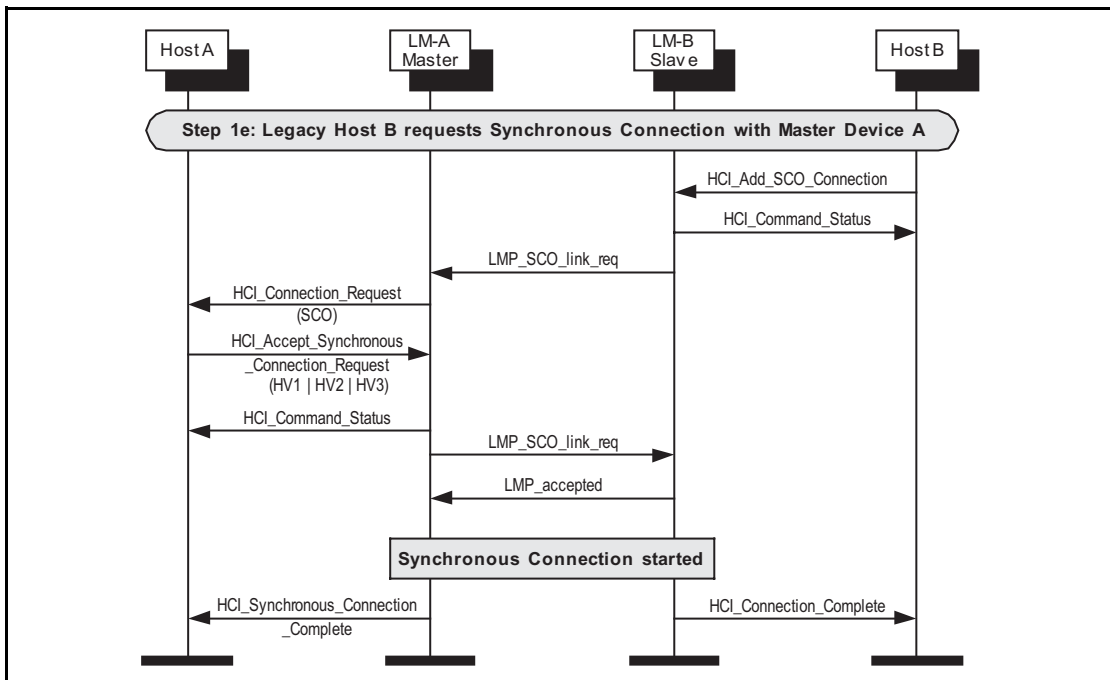 Host A
LM-A
Master
LM-B
Slave
Host B
Step 1e: Legacy Host B requests Synchronous Connection with Master Device A
HCI_Add_SCO_Connection
HCI_Command_Status
LMP_SCO_link_req
HCI_Connection_Request
(SCO)
HCI_Accept_Synchronous
_Connection_Request
(HV1 | HV2 | HV3)
HCI_Command_Status
LMP_SCO_link_req
LMP_accepted
Synchronous Connection started
HCI_Synchronous_Connection
_Complete
HCI_Connection_Complete